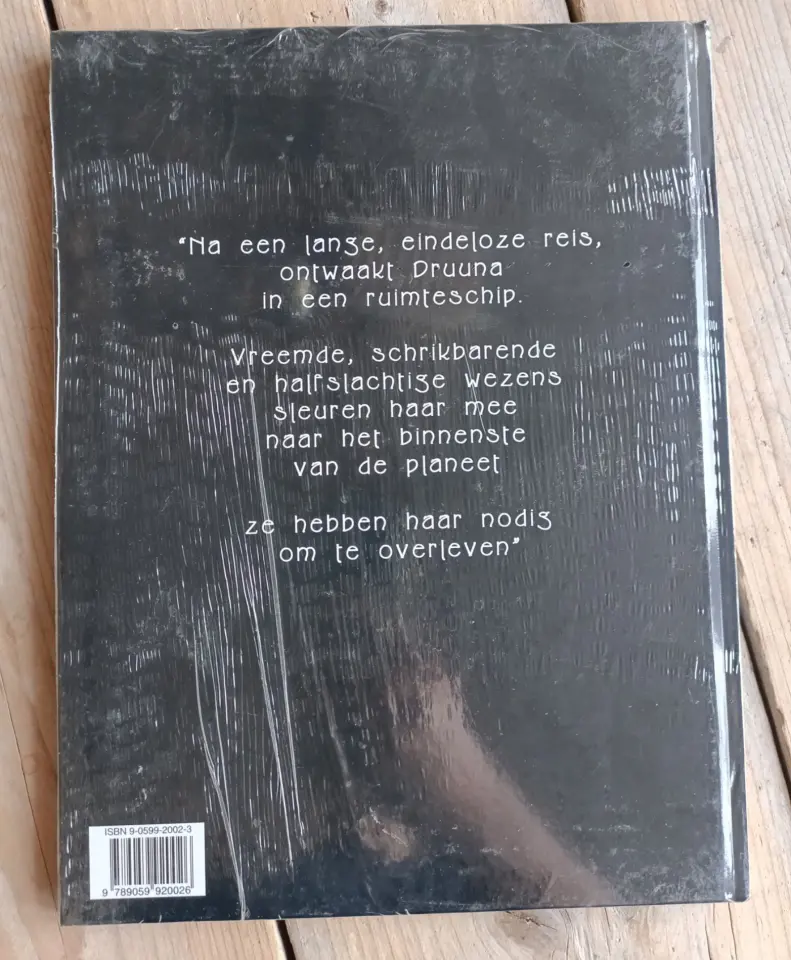 "Na een lange, eindeloze reis,
ontwaakt Druuna
in een ruimteschip.
Vreemde, schrikbarende
en halfslachtige wezens
sleuren haar mee
naar het binnenste
van de planeet
ze hebben haar nodig
om te overleven"
ISBN 9-0599-2002-3
9 789059 920026